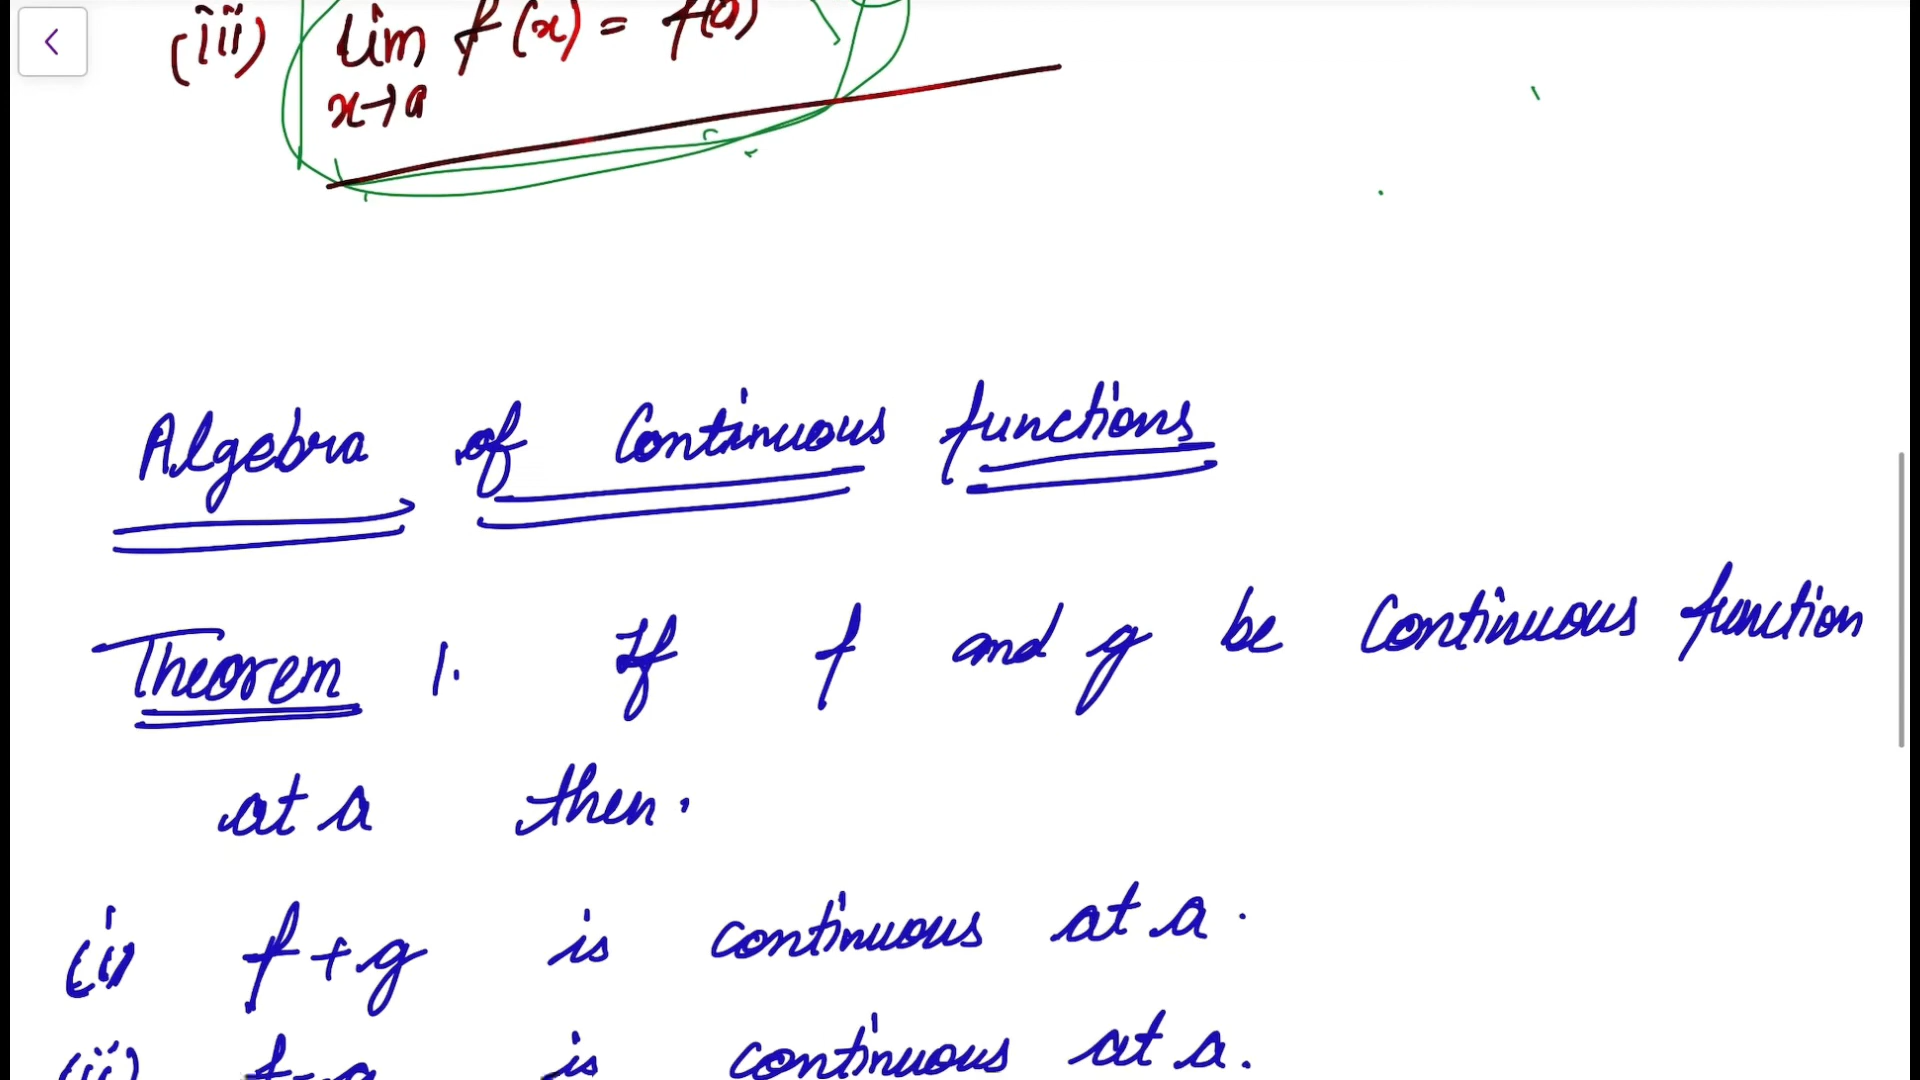 (iii) lim f(x) = f(a)
x→a
Algebra of Continuous functions
Theorem 1. If f and g be Continuous function
at a then.
(i) f+g is continuous at a.
(ii) f-g is continuous at a.